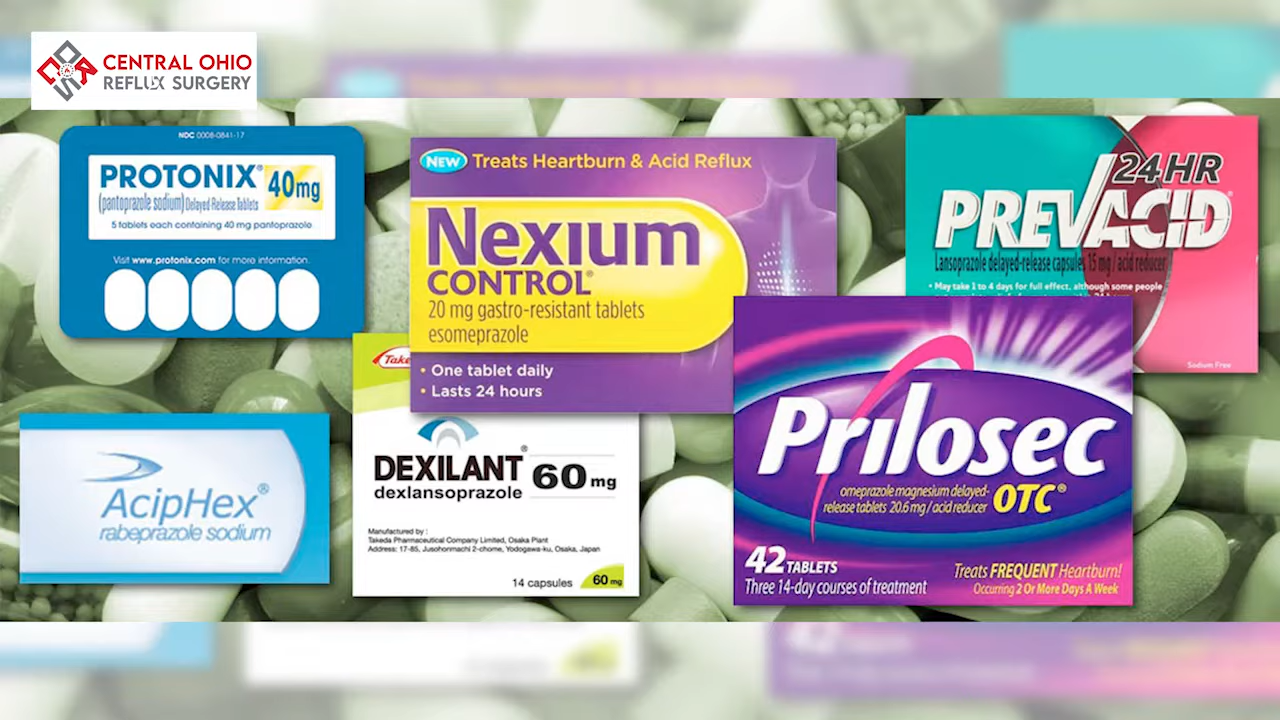 CENTRAL OHIO
REFLUX SURGERY
NDC 0008-0841-17
PROTONIX® 40mg
(pantoprazole sodium) Delayed-Release Tablets
5 tablets each containing 40 mg pantoprazole.
Visit www.protonix.com for more information.
NEW Treats Heartburn & Acid Reflux
Nexium
CONTROL®
20 mg gastro-resistant tablets
esomeprazole
• One tablet daily
• Lasts 24 hours
24HR
PREVACID®
Lansoprazole delayed-release capsules 15 mg / acid reducer
• May take 1 to 4 days for full effect, although some people
Sodium Free
AcipHex®
rabeprazole sodium
Take
DEXILANT® 60 mg
dexlansoprazole
Manufactured by :
Takeda Pharmaceutical Company Limited, Osaka Plant
Address: 17-85, Jusohonmachi 2-chome, Yodogawa-ku, Osaka, Japan
14 capsules 60 mg
Prilosec
omeprazole magnesium delayed-
release tablets 20.6 mg / acid reducer OTC®
42 TABLETS
Three 14-day courses of treatment
Treats FREQUENT Heartburn!
Occurring 2 Or More Days A Week